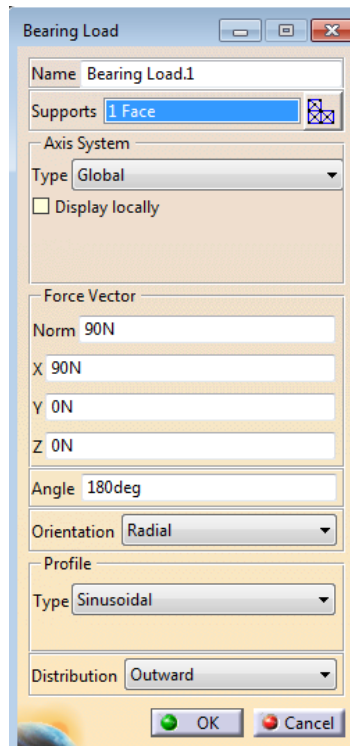 Bearing Load
Name Bearing Load.1
Supports 1 Face
Axis System
Type Global
Display locally
Force Vector
Norm 90N
X 90N
Y 0N
Z 0N
Angle 180deg
Orientation Radial
Profile
Type Sinusoidal
Distribution Outward
OK Cancel